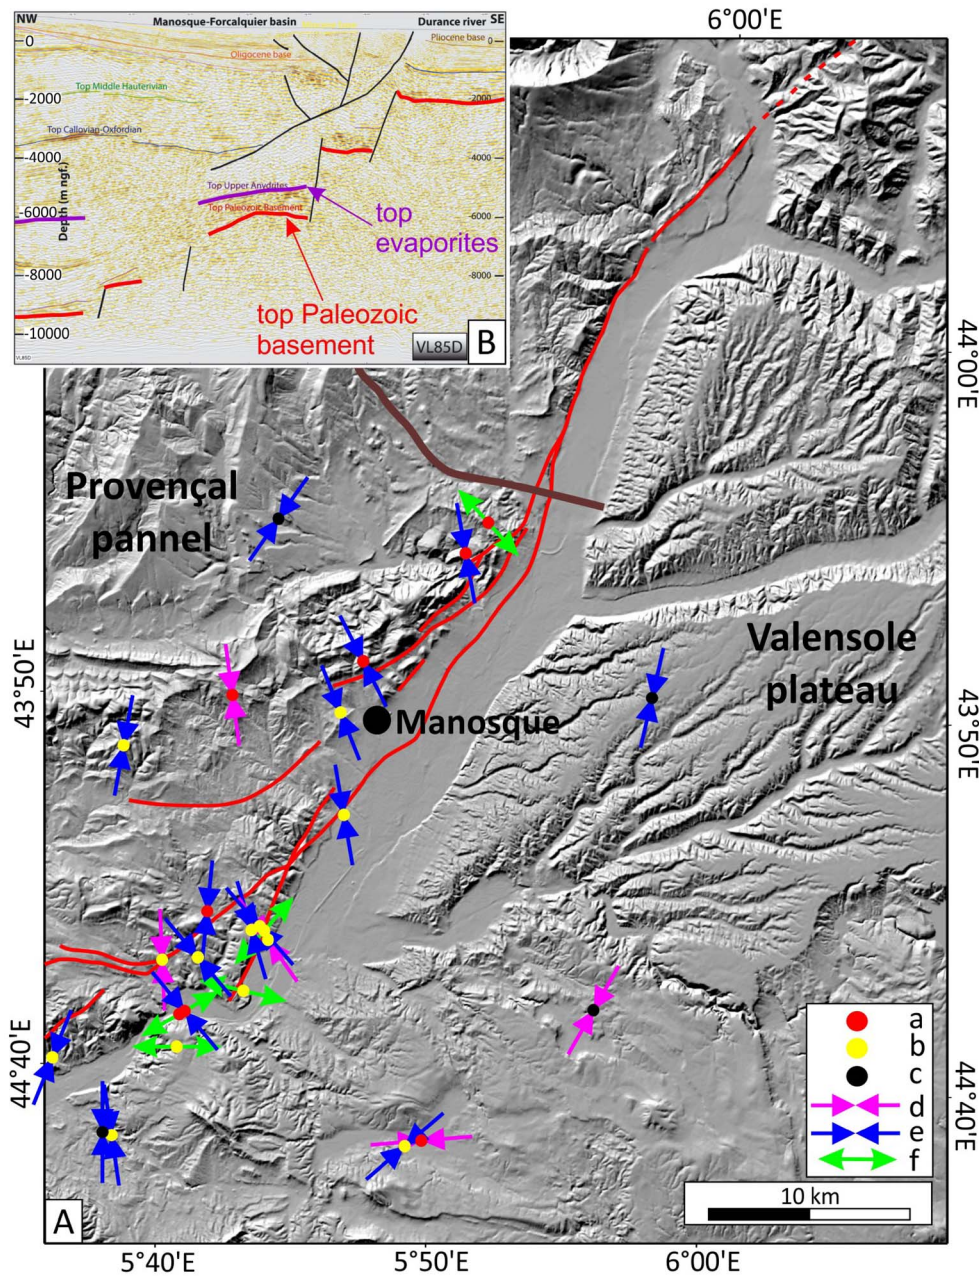 6°00'E
NW
Manosque-Forcalquier basin
Durance river
SE
0
Oligocene base
Pliocene base
0
Top Middle Hauterivian
-2000
-2000
Top Callovian-Oxfordian
-4000
-4000
Depth (m ngf.)
Top Upper Anydrites
Top Paleozoic Basement
-6000
-6000
top
evaporites
-8000
-8000
top Paleozoic
basement
-10000
VL85D
VL85D
B
44°00'E
Provençal
pannel
Valensole
plateau
43°50'E
Manosque
43°50'E
44°40'E
44°40'E
a
b
c
d
e
f
10 km
A
5°40'E
5°50'E
6°00'E